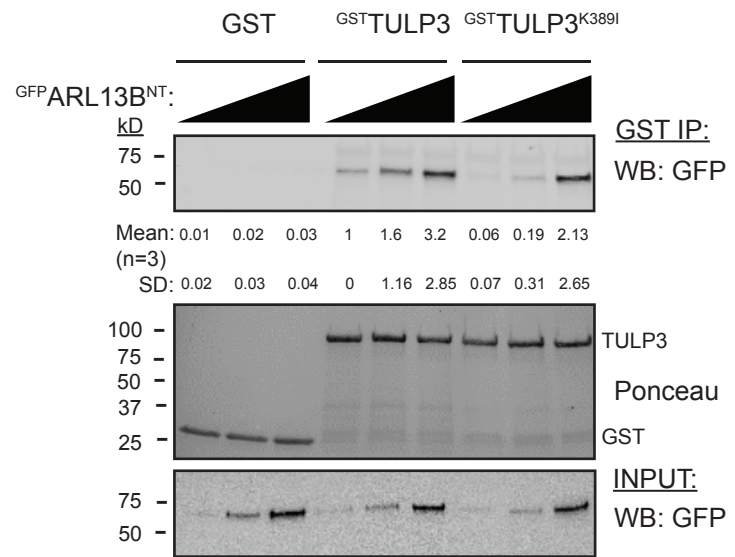 GST GSTTULP3 GSTTULP3K389I
GFPARL13BNT:
kD
GST IP:
75
WB: GFP
50
Mean: 0.01 0.02 0.03 1 1.6 3.2 0.06 0.19 2.13
(n=3)
SD: 0.02 0.03 0.04 0 1.16 2.85 0.07 0.31 2.65
100
TULP3
75
50
Ponceau
37
25
GST
INPUT:
75
WB: GFP
50